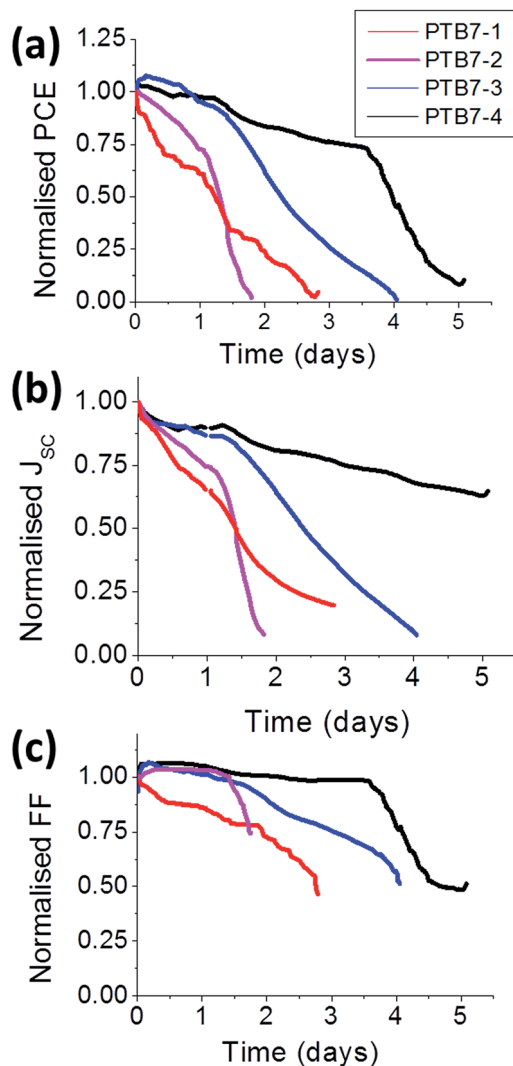 (a)
PTB7-1
PTB7-2
PTB7-3
PTB7-4
Normalised PCE
1.25
1.00
0.75
0.50
0.25
0.00
0 1 2 3 4 5
Time (days)
(b)
Normalised J_SC
1.00
0.75
0.50
0.25
0.00
0 1 2 3 4 5
Time (days)
(c)
Normalised FF
1.00
0.75
0.50
0.25
0.00
0 1 2 3 4 5
Time (days)